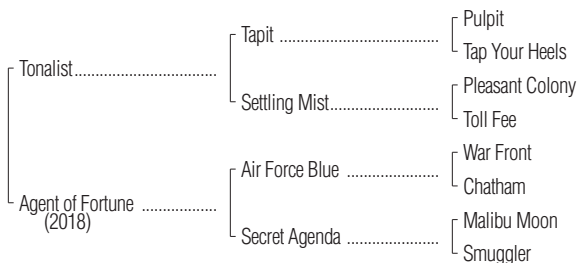 Pulpit
Tapit ........................................
Tap Your Heels
Tonalist....................................
Pleasant Colony
Settling Mist...........................
Toll Fee
War Front
Air Force Blue .......................
Chatham
Agent of Fortune ...................
(2018)
Malibu Moon
Secret Agenda .......................
Smuggler